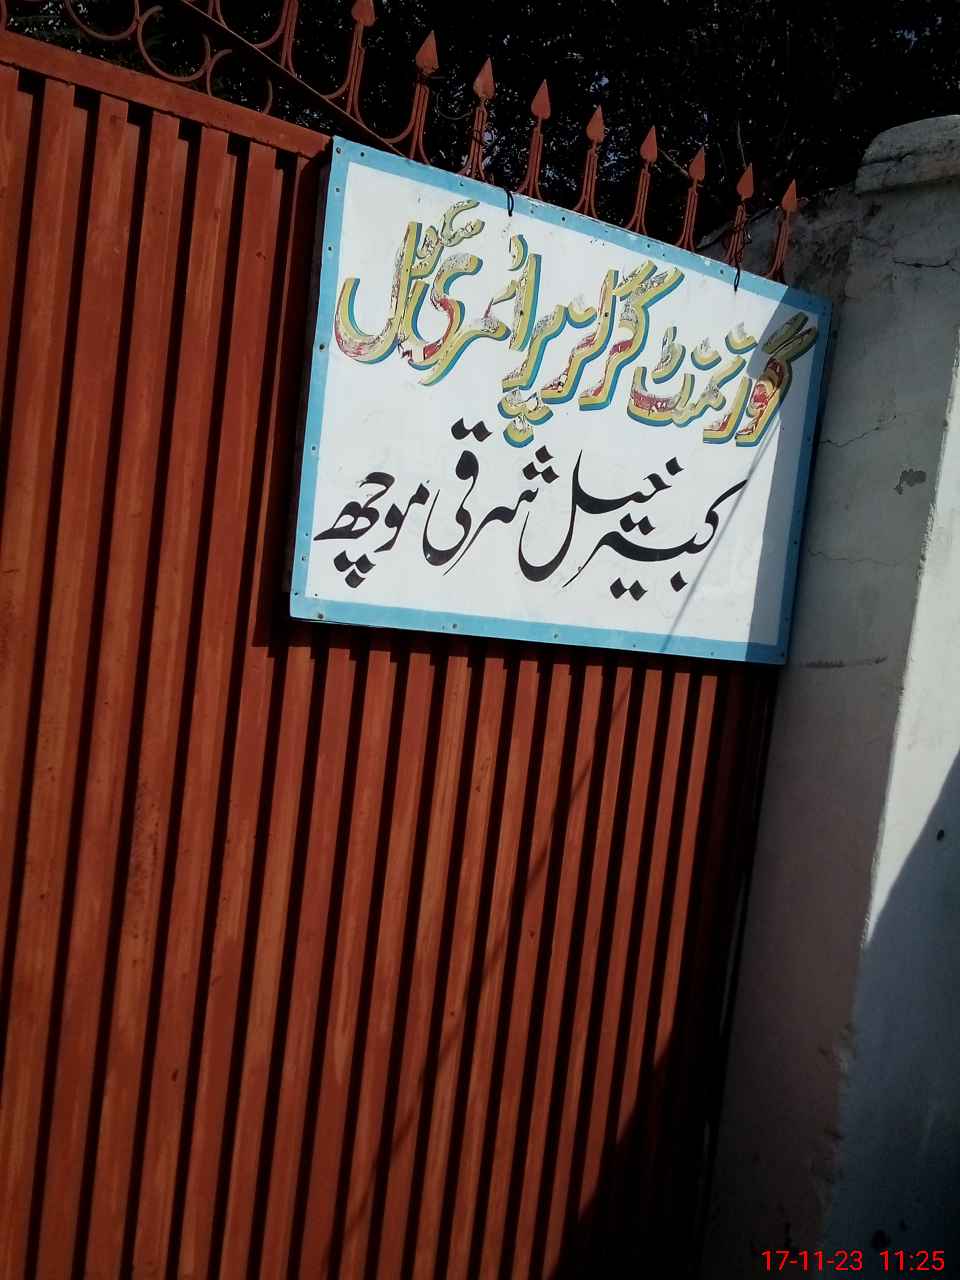 گورنمنٹ گرلز پرائمری سکول
کبیر خیل شرقی موچھ
17-11-23 11:25